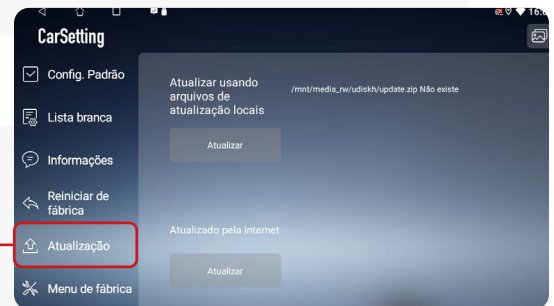 CarSetting
Config. Padrão
Lista branca
Informações
Reiniciar de
fábrica
Atualização
Menu de fábrica
Atualizar usando
arquivos de
atualização locais
/mnt/media_rw/udiskh/update.zip Não existe
Atualizar
Atualizado pela internet
Atualizar